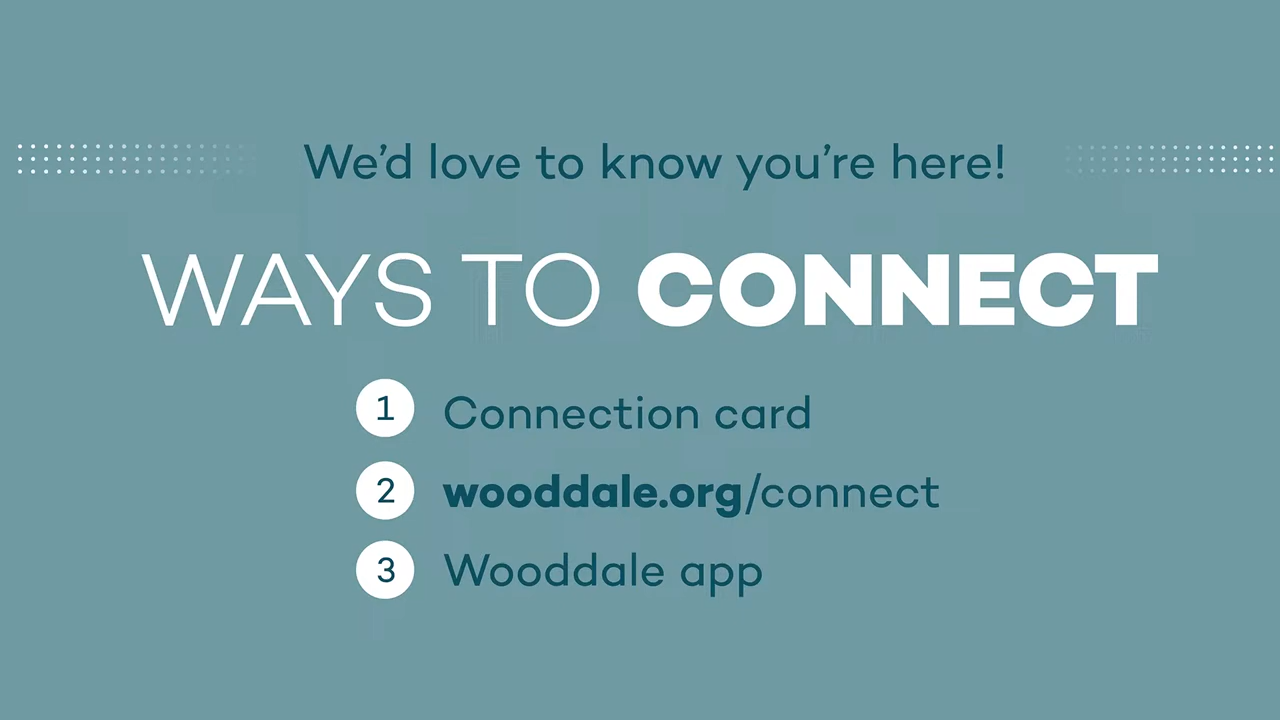 We’d love to know you’re here!
WAYS TO CONNECT
1 Connection card
2 wooddale.org/connect
3 Wooddale app